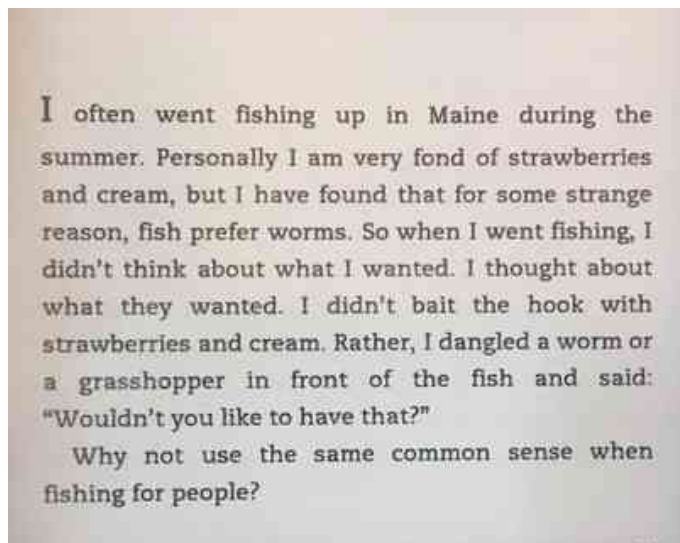 I often went fishing up in Maine during the
summer. Personally I am very fond of strawberries
and cream, but I have found that for some strange
reason, fish prefer worms. So when I went fishing, I
didn't think about what I wanted. I thought about
what they wanted. I didn't bait the hook with
strawberries and cream. Rather, I dangled a worm or
a grasshopper in front of the fish and said:
“Wouldn't you like to have that?”
Why not use the same common sense when
fishing for people?